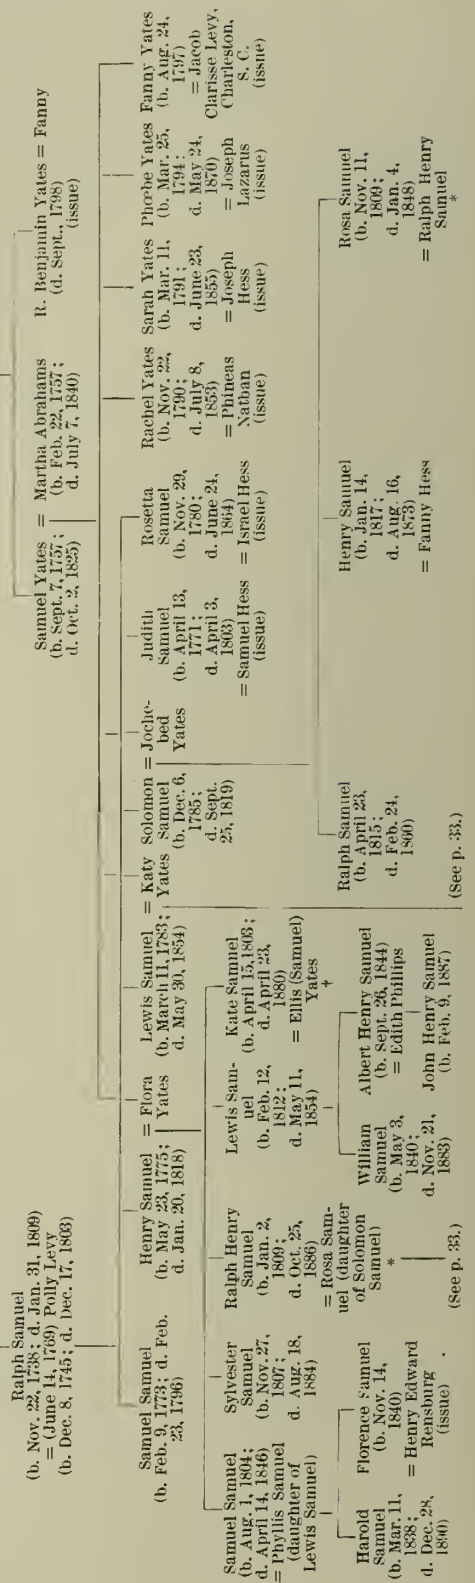 Ralph Samuel
(b. Nov. 22, 1738; d. Jan. 31, 1809)
= (June 14, 1769) Polly Levy
(b. Dec. 8, 1745; d. Dec. 17, 1803)
Samuel Yates
(b. Sept. 7, 1757;
d. Oct. 2, 1825)
= Martha Abrahams
(b. Feb. 22, 1757;
d. July 7, 1840)
R. Benjamin Yates = Fanny
(d. Sept., 1798)
(issue)
Samuel Samuel
(b. Feb. 9, 1773; d. Feb.
23, 1796)
Henry Samuel
(b. May 23, 1775;
d. Jan. 20, 1818)
= Flora
Yates
Lewis Samuel
(b. March 11, 1783;
d. May 30, 1854)
= Katy
Yates
Solomon
Samuel
(b. Dec. 6,
1785;
d. Sept.
25, 1819)
= Joche-
bed
Yates
Judith
Samuel
(b. April 13,
1771;
d. April 3,
1803)
= Samuel Hess
(issue)
Rosetta
Samuel
(b. Nov. 29,
1780;
d. June 24,
1864)
= Israel Hess
(issue)
Rachel Yates
(b. Nov. 22,
1790;
d. July 8,
1853)
= Phineas
Nathan
(issue)
Sarah Yates
(b. Mar. 11,
1791;
d. June 23,
1855)
= Joseph
Hess
(issue)
Phœbe Yates
(b. Mar. 25,
1794;
d. May 24,
1870)
= Joseph
Lazarus
(issue)
Fanny Yates
(b. Aug. 24,
1797)
= Jacob
Clarisse Levy,
Charleston,
S. C.
(issue)
Samuel Samuel
(b. Aug. 1, 1804;
d. April 14, 1846)
= Phyllis Samuel
(daughter of
Lewis Samuel)
Sylvester
Samuel
(b. Nov. 27,
1807;
d. Aug. 18,
1884)
Ralph Henry
Samuel
(b. Jan. 2,
1809;
d. Oct. 25,
1886)
= Rosa Sam-
uel (daughter
of Solomon
Samuel)
*
(See p. 33.)
Lewis Sam-
uel
(b. Feb. 12,
1812;
d. May 11,
1854)
Kate Samuel
(b. April 15, 1803;
d. April 23,
1880)
= Ellis (Samuel)
Yates
†
(See p. 33.)
Ralph Samuel
(b. April 23,
1815;
d. Feb. 24,
1860)
Henry Samuel
(b. Jan. 14,
1817;
d. Aug. 16,
1873)
= Fanny Hess
Rosa Samuel
(b. Nov. 11,
1809;
d. Jan. 4,
1848)
= Ralph Henry
Samuel
*
Harold
Samuel
(b. Mar. 11,
1838;
d. Dec. 28,
1890)
Florence Samuel
(b. Nov. 14,
1840)
= Henry Edward
Rensburg
(issue)
William
Samuel
(b. May 3,
1840;
d. Nov. 21,
1883)
Albert Henry Samuel
(b. Sept. 26, 1844)
= Edith Phillips
John Henry Samuel
(b. Feb. 9, 1887)